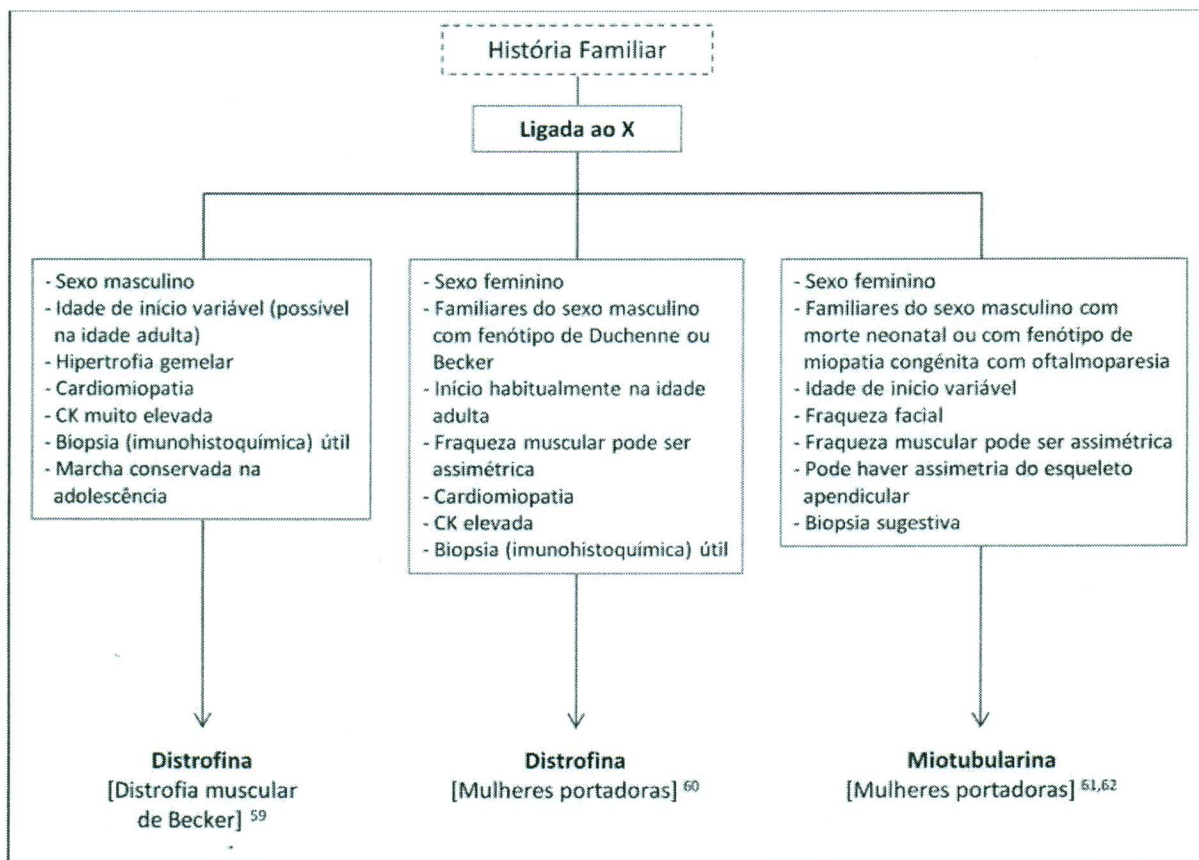 História Familiar
Ligada ao X
- Sexo masculino
- Idade de início variável (possível
na idade adulta)
- Hipertrofia gemelar
- Cardiomiopatia
- CK muito elevada
- Biopsia (imunohistoquímica) útil
- Marcha conservada na
adolescência
- Sexo feminino
- Familiares do sexo masculino
com fenótipo de Duchenne ou
Becker
- Início habitualmente na idade
adulta
- Fraqueza muscular pode ser
assimétrica
- Cardiomiopatia
- CK elevada
- Biopsia (imunohistoquímica) útil
- Sexo feminino
- Familiares do sexo masculino com
morte neonatal ou com fenótipo de
miopatia congénita com oftalmoparesia
- Idade de início variável
- Fraqueza facial
- Fraqueza muscular pode ser assimétrica
- Pode haver assimetria do esqueleto
apendicular
- Biopsia sugestiva
Distrofina
[Distrofia muscular
de Becker] 59
Distrofina
[Mulheres portadoras] 60
Miotubularina
[Mulheres portadoras] 61,62